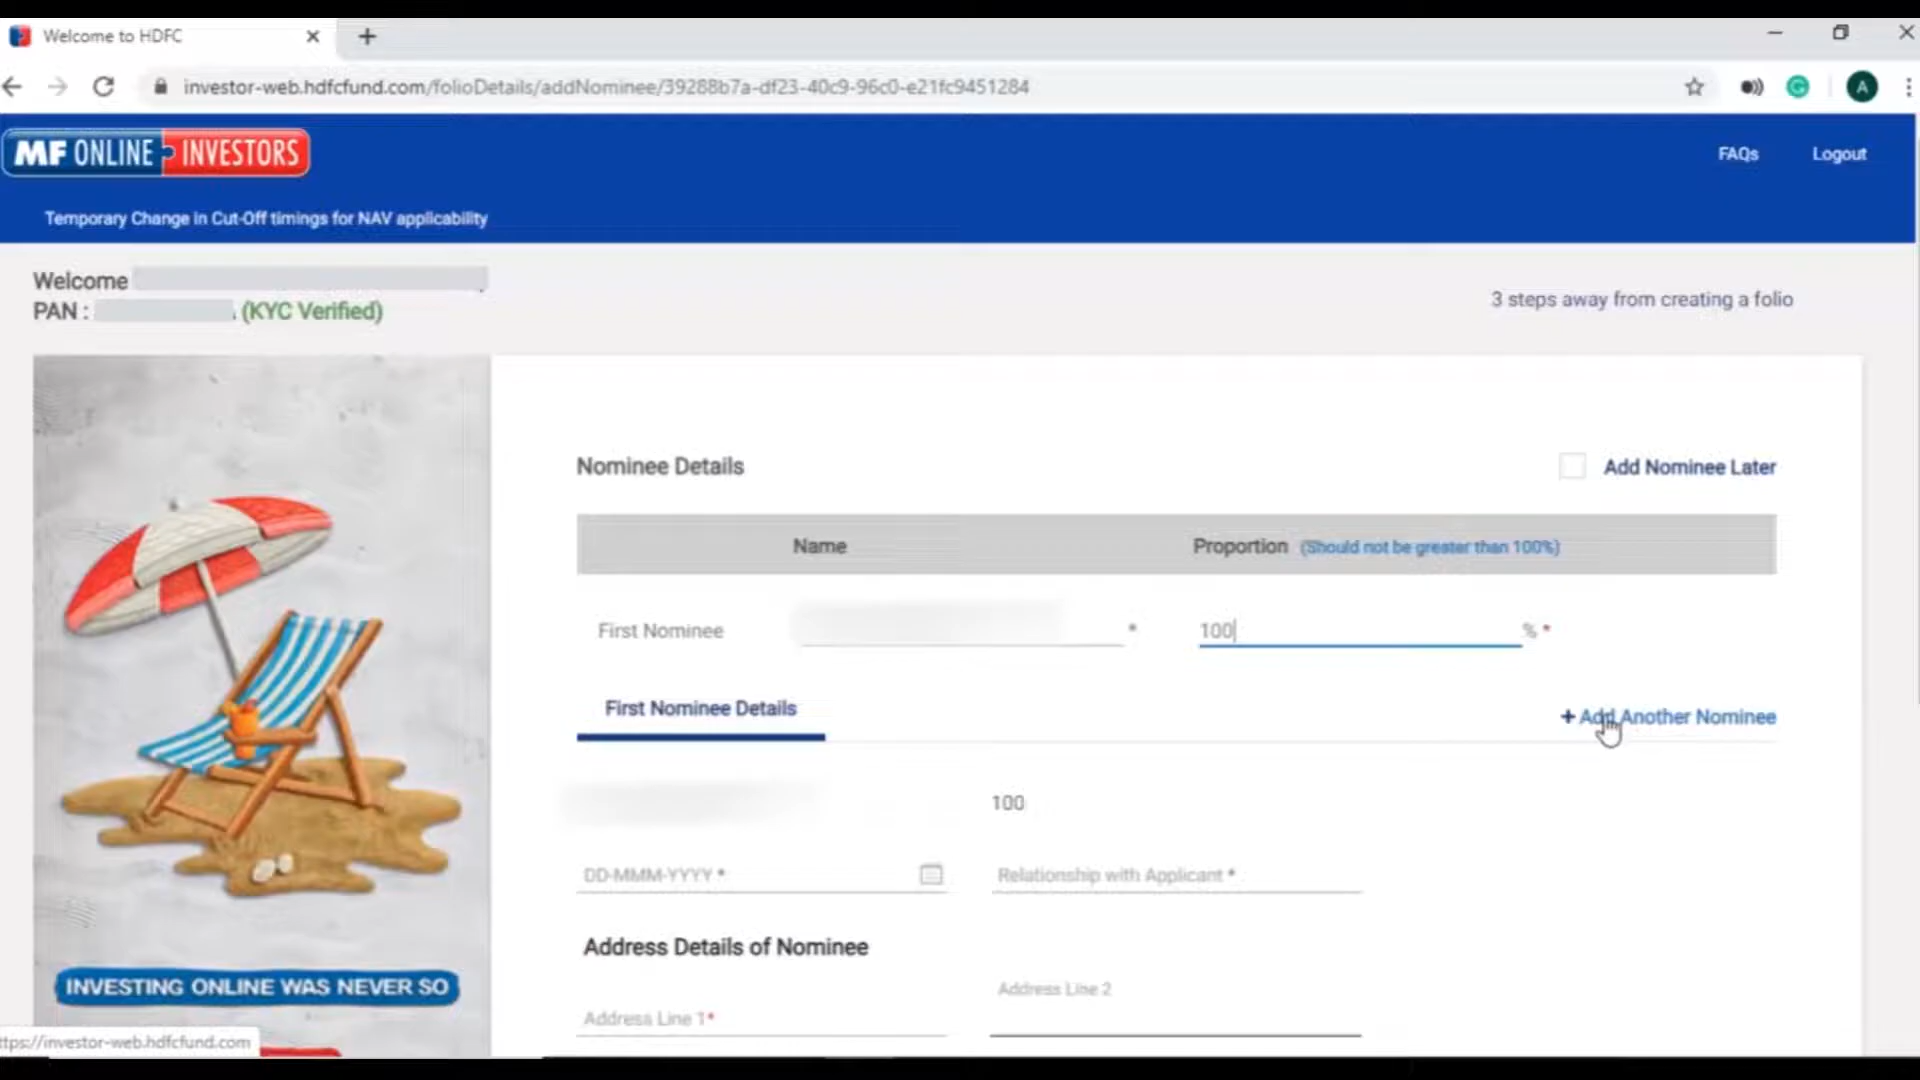 Welcome to HDFC
investor-web.hdfcfund.com/folioDetails/addNominee/39288b7a-df23-40c9-96c0-e21fc9451284
A
MF ONLINE INVESTORS
FAQs Logout
Temporary Change in Cut-Off timings for NAV applicability
Welcome
PAN : (KYC Verified)
3 steps away from creating a folio
Nominee Details
Add Nominee Later
Name Proportion (Should not be greater than 100%)
First Nominee * 100 % *
First Nominee Details
+ Add Another Nominee
100
DD-MMM-YYYY * Relationship with Applicant *
Address Details of Nominee
Address Line 2
Address Line 1*
INVESTING ONLINE WAS NEVER SO
ttps://investor-web.hdfcfund.com